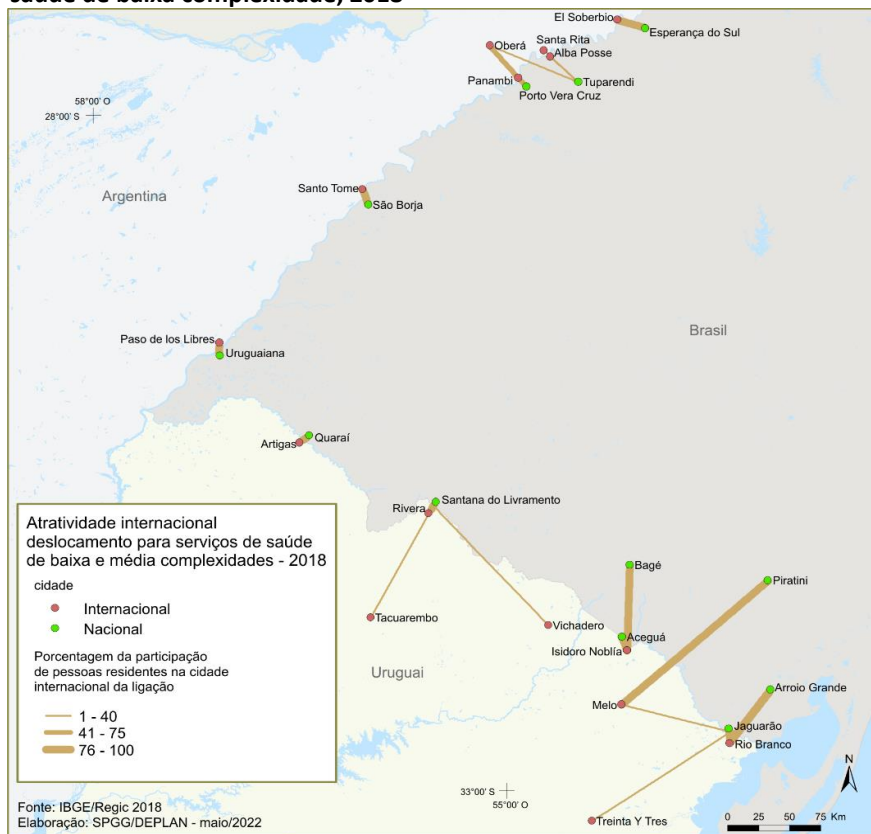 saúde de baixa complexidade, 2018
El Soberbio
Esperança do Sul
Santa Rita
Oberá
Alba Posse
Panambi
Tuparendi
Porto Vera Cruz
58°00' O
28°00' S
Argentina
Santo Tome
São Borja
Brasil
Paso de los Libres
Uruguaiana
Quaraí
Artigas
Santana do Livramento
Rivera
Bagé
Piratini
Tacuarembo
Vichadero
Aceguá
Isidoro Noblía
Uruguai
Arroio Grande
Melo
Jaguarão
Rio Branco
33°00' S
55°00' O
Treinta Y Tres
N
0 25 50 75 Km
Atratividade internacional
deslocamento para serviços de saúde
de baixa e média complexidades - 2018
cidade
Internacional
Nacional
Porcentagem da participação
de pessoas residentes na cidade
internacional da ligação
1 - 40
41 - 75
76 - 100
Fonte: IBGE/Regic 2018
Elaboração: SPGG/DEPLAN - maio/2022